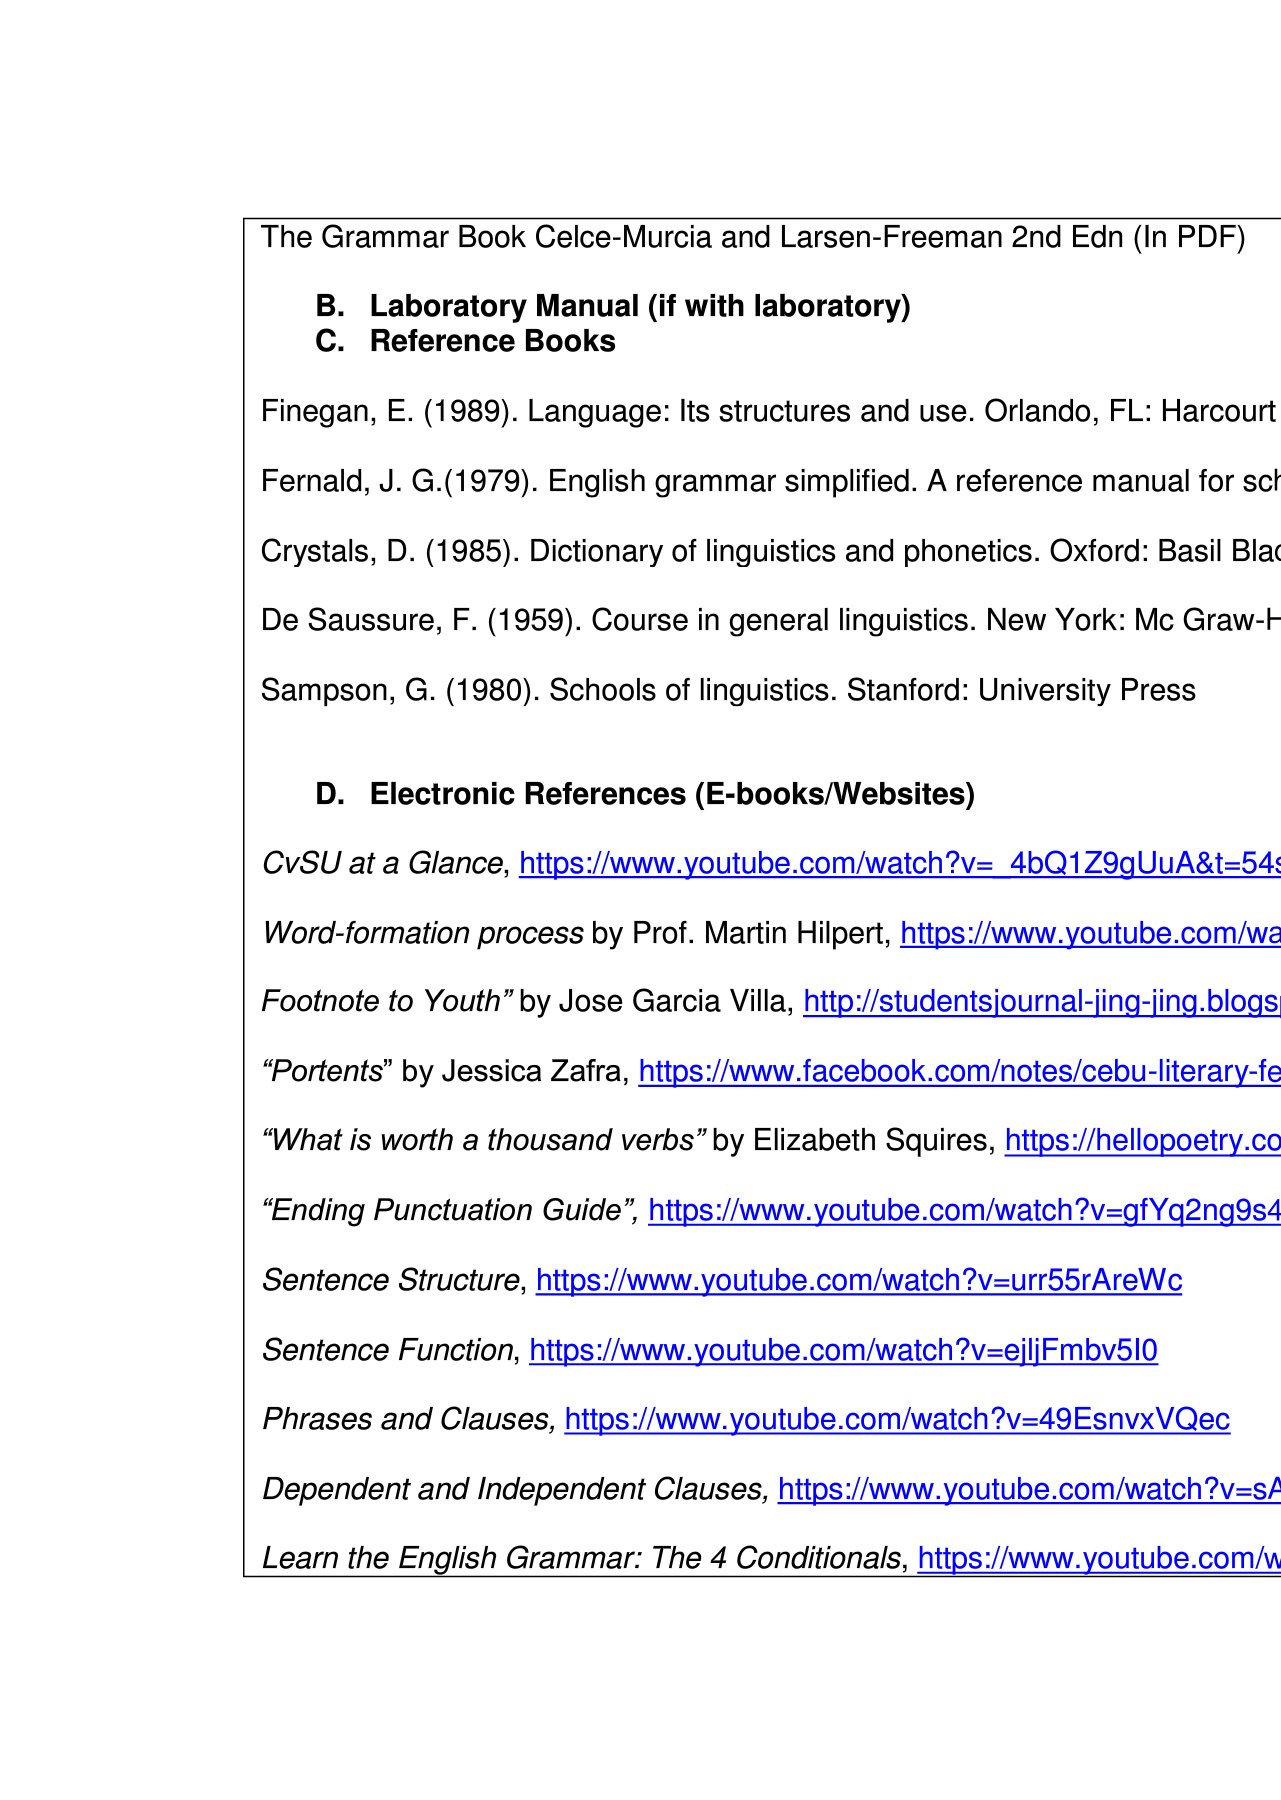 The Grammar Book Celce-Murcia and Larsen-Freeman 2nd Edn (In PDF)
B. Laboratory Manual (if with laboratory)
C. Reference Books
Finegan, E. (1989). Language: Its structures and use. Orlando, FL: Harcourt
Fernald, J. G.(1979). English grammar simplified. A reference manual for sch
Crystals, D. (1985). Dictionary of linguistics and phonetics. Oxford: Basil Blac
De Saussure, F. (1959). Course in general linguistics. New York: Mc Graw-H
Sampson, G. (1980). Schools of linguistics. Stanford: University Press
D. Electronic References (E-books/Websites)
CvSU at a Glance, https://www.youtube.com/watch?v=_4bQ1Z9gUuA&t=54s
Word-formation process by Prof. Martin Hilpert, https://www.youtube.com/wa
Footnote to Youth” by Jose Garcia Villa, http://studentsjournal-jing-jing.blogsp
“Portents” by Jessica Zafra, https://www.facebook.com/notes/cebu-literary-fe
“What is worth a thousand verbs” by Elizabeth Squires, https://hellopoetry.co
“Ending Punctuation Guide”, https://www.youtube.com/watch?v=gfYq2ng9s4
Sentence Structure, https://www.youtube.com/watch?v=urr55rAreWc
Sentence Function, https://www.youtube.com/watch?v=ejljFmbv5I0
Phrases and Clauses, https://www.youtube.com/watch?v=49EsnvxVQec
Dependent and Independent Clauses, https://www.youtube.com/watch?v=sA
Learn the English Grammar: The 4 Conditionals, https://www.youtube.com/w